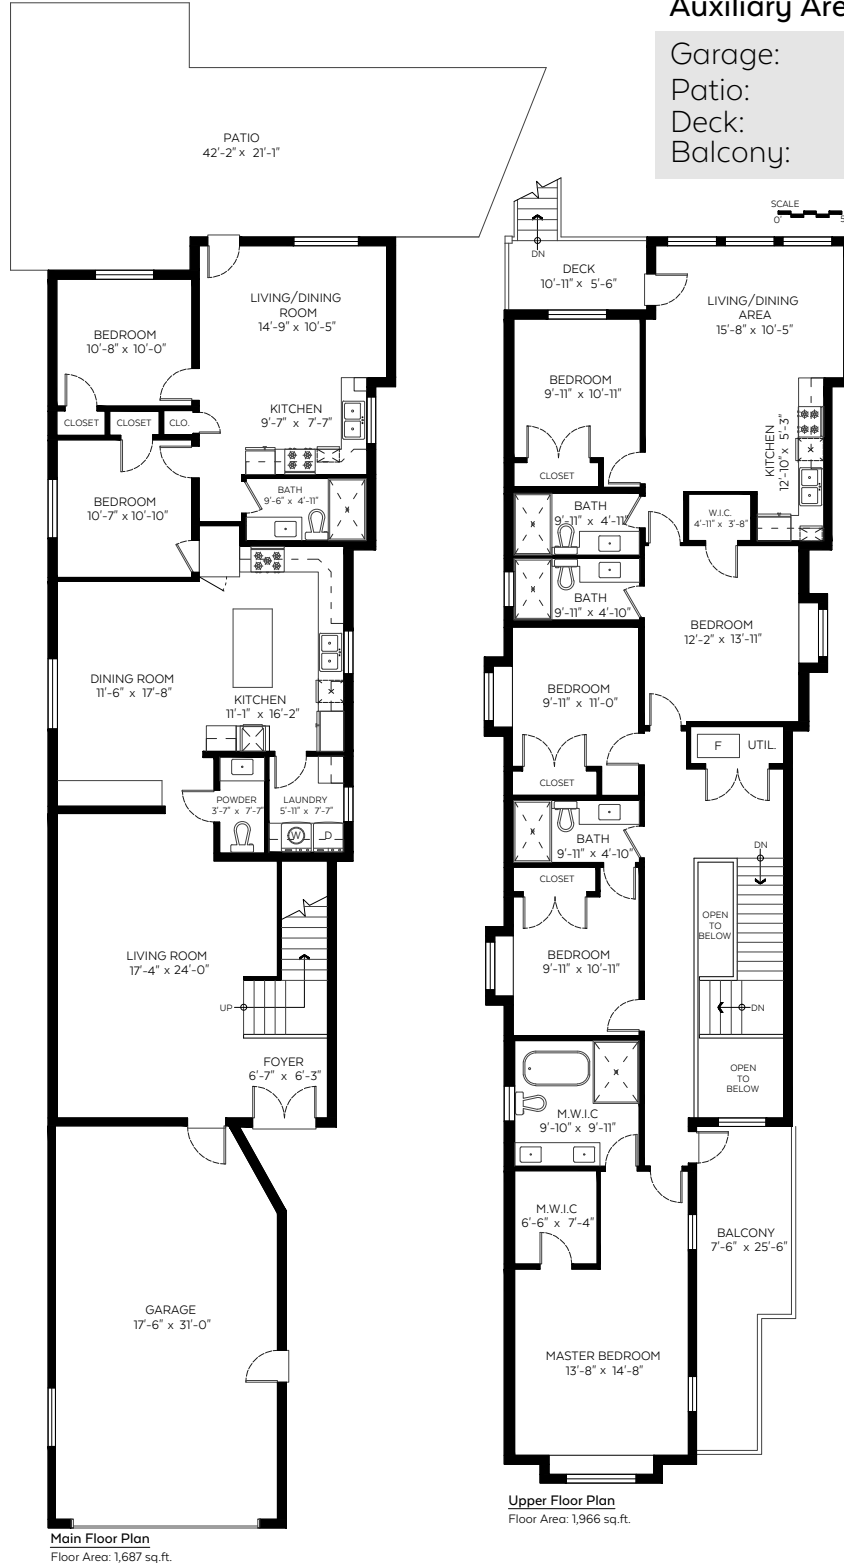 Auxiliary Are
Garage:
Patio:
Deck:
Balcony:
SCALE
0'
5
PATIO
42'-2" x 21'-1"
LIVING/DINING
ROOM
14'-9" x 10'-5"
BEDROOM
10'-8" x 10'-0"
KITCHEN
9'-7" x 7'-7"
CLOSET
CLOSET
CLO.
BATH
9'-6" x 4'-11"
BEDROOM
10'-7" x 10'-10"
DINING ROOM
11'-6" x 17'-8"
KITCHEN
11'-1" x 16'-2"
POWDER
3'-7" x 7'-7"
LAUNDRY
5'-11" x 7'-7"
W
D
LIVING ROOM
17'-4" x 24'-0"
UP
FOYER
6'-7" x 6'-3"
GARAGE
17'-6" x 31'-0"
Main Floor Plan
Floor Area: 1,687 sq.ft.
DN
DECK
10'-11" x 5'-6"
LIVING/DINING
AREA
15'-8" x 10'-5"
BEDROOM
9'-11" x 10'-11"
KITCHEN
12'-10" x 5'-3"
CLOSET
BATH
9'-11" x 4'-11"
W.I.C.
4'-11" x 3'-8"
BATH
9'-11" x 4'-10"
BEDROOM
12'-2" x 13'-11"
BEDROOM
9'-11" x 11'-0"
F
UTIL.
CLOSET
BATH
9'-11" x 4'-10"
DN
CLOSET
OPEN
TO
BELOW
BEDROOM
9'-11" x 10'-11"
DN
OPEN
TO
BELOW
M.W.I.C
9'-10" x 9'-11"
M.W.I.C
6'-6" x 7'-4"
BALCONY
7'-6" x 25'-6"
MASTER BEDROOM
13'-8" x 14'-8"
Upper Floor Plan
Floor Area: 1,966 sq.ft.